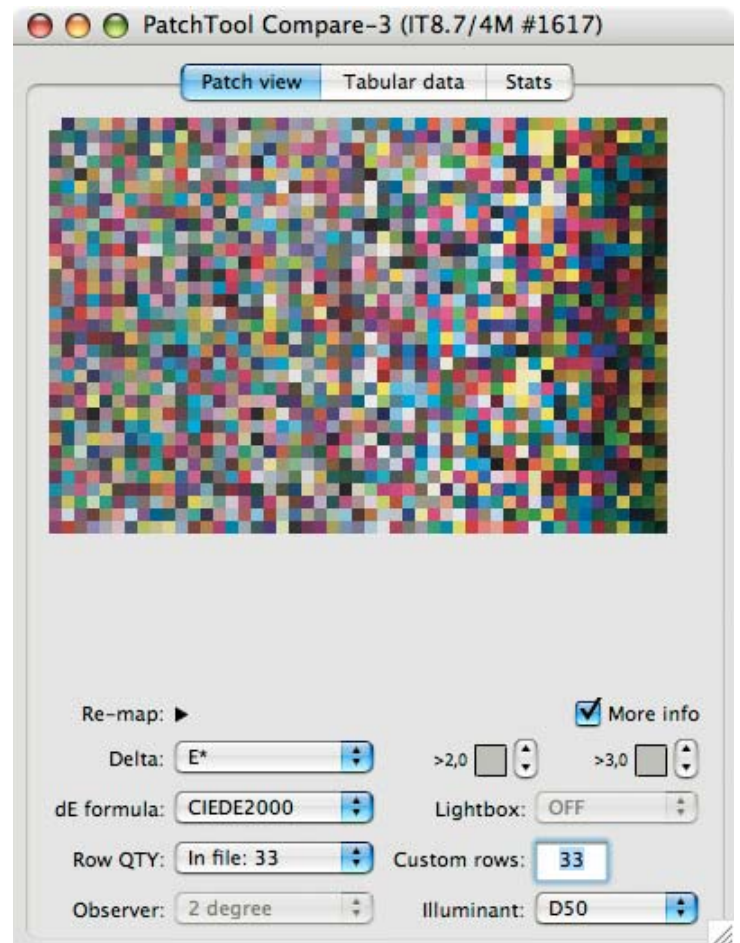 PatchTool Compare-3 (IT8.7/4M #1617)
Patch view Tabular data Stats
Re-map: More info
Delta: E* >2,0 >3,0
dE formula: CIEDE2000 Lightbox: OFF
Row QTY: In file: 33 Custom rows: 33
Observer: 2 degree Illuminant: D50